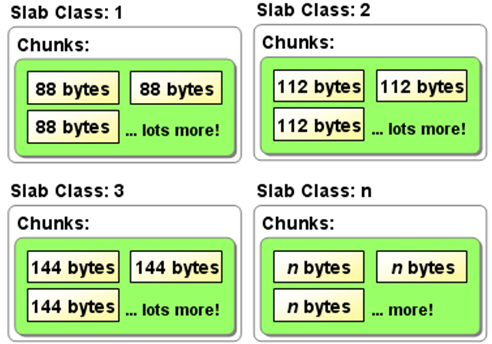 Slab Class: 1
Chunks:
88 bytes 88 bytes
88 bytes ... lots more!
Slab Class: 2
Chunks:
112 bytes 112 bytes
112 bytes ... lots more!
Slab Class: 3
Chunks:
144 bytes 144 bytes
144 bytes ... lots more!
Slab Class: n
Chunks:
n bytes n bytes
n bytes ... more!